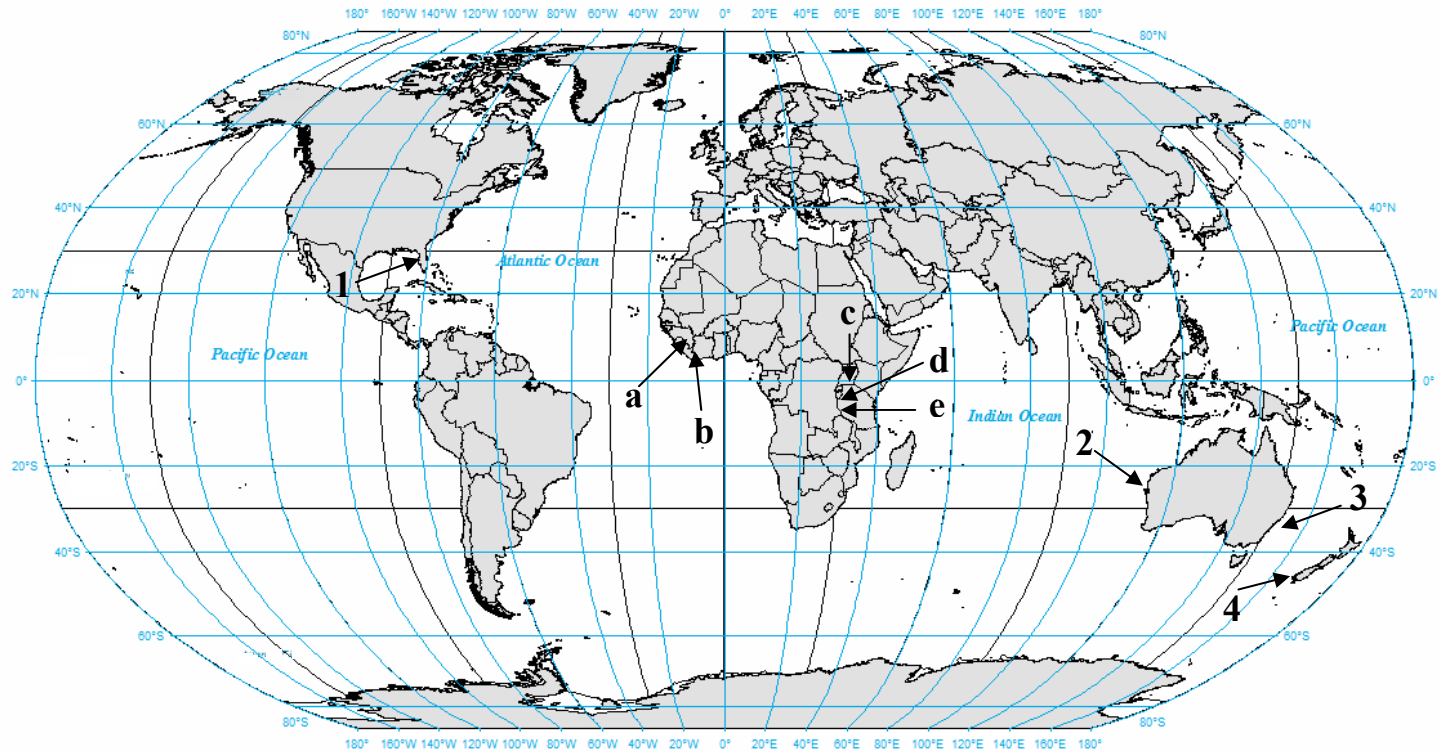 180° 160°W 140°W 120°W 100°W 80°W 60°W 40°W 20°W 0° 20°E 40°E 60°E 80°E 100°E 120°E 140°E 160°E 180°
80°N 80°N
60°N 60°N
40°N 40°N
Atlantic Ocean
1
20°N 20°N
c
Pacific Ocean
Pacific Ocean
d
0° 0°
a
e
Indian Ocean
b
2
20°S 20°S
3
40°S 40°S
4
60°S 60°S
80°S 80°S
180° 160°W 140°W 120°W 100°W 80°W 60°W 40°W 20°W 0° 20°E 40°E 60°E 80°E 100°E 120°E 140°E 160°E 180°